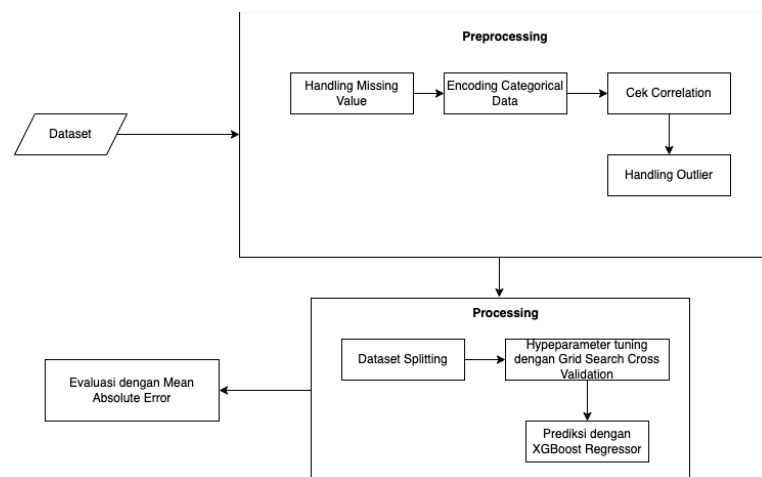 Preprocessing
Handling Missing
Value
Encoding Categorical
Data
Cek Correlation
Dataset
Handling Outlier
Processing
Dataset Splitting
Hypeparameter tuning
dengan Grid Search Cross
Validation
Evaluasi dengan Mean
Absolute Error
Prediksi dengan
XGBoost Regressor